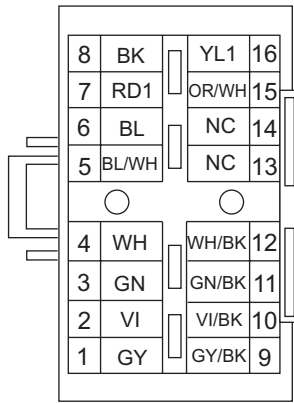 8 BK YL1 16
7 RD1 OR/WH 15
6 BL NC 14
5 BL/WH NC 13
4 WH WH/BK 12
3 GN GN/BK 11
2 VI VI/BK 10
1 GY GY/BK 9